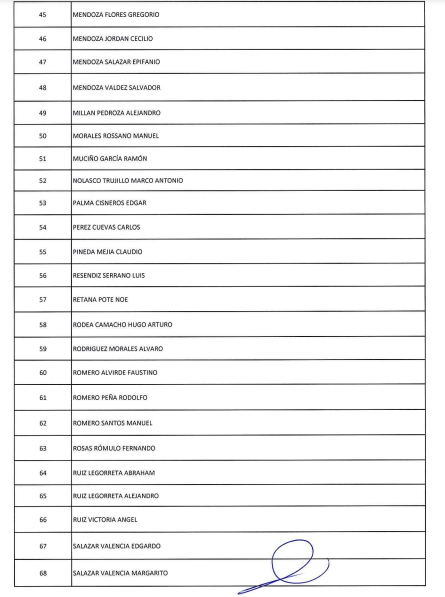 45 MENDOZA FLORES GREGORIO
46 MENDOZA JORDAN CECILIO
47 MENDOZA SALAZAR EPIFANIO
48 MENDOZA VALDEZ SALVADOR
49 MILLAN PEDROZA ALEJANDRO
50 MORALES ROSSANO MANUEL
51 MUCIÑO GARCÍA RAMÓN
52 NOLASCO TRUJILLO MARCO ANTONIO
53 PALMA CISNEROS EDGAR
54 PEREZ CUEVAS CARLOS
55 PINEDA MEJIA CLAUDIO
56 RESENDIZ SERRANO LUIS
57 RETANA POTE NOE
58 RODEA CAMACHO HUGO ARTURO
59 RODRIGUEZ MORALES ALVARO
60 ROMERO ALVIRDE FAUSTINO
61 ROMERO PEÑA RODOLFO
62 ROMERO SANTOS MANUEL
63 ROSAS RÓMULO FERNANDO
64 RUIZ LEGORRETA ABRAHAM
65 RUIZ LEGORRETA ALEJANDRO
66 RUIZ VICTORIA ANGEL
67 SALAZAR VALENCIA EDGARDO
68 SALAZAR VALENCIA MARGARITO